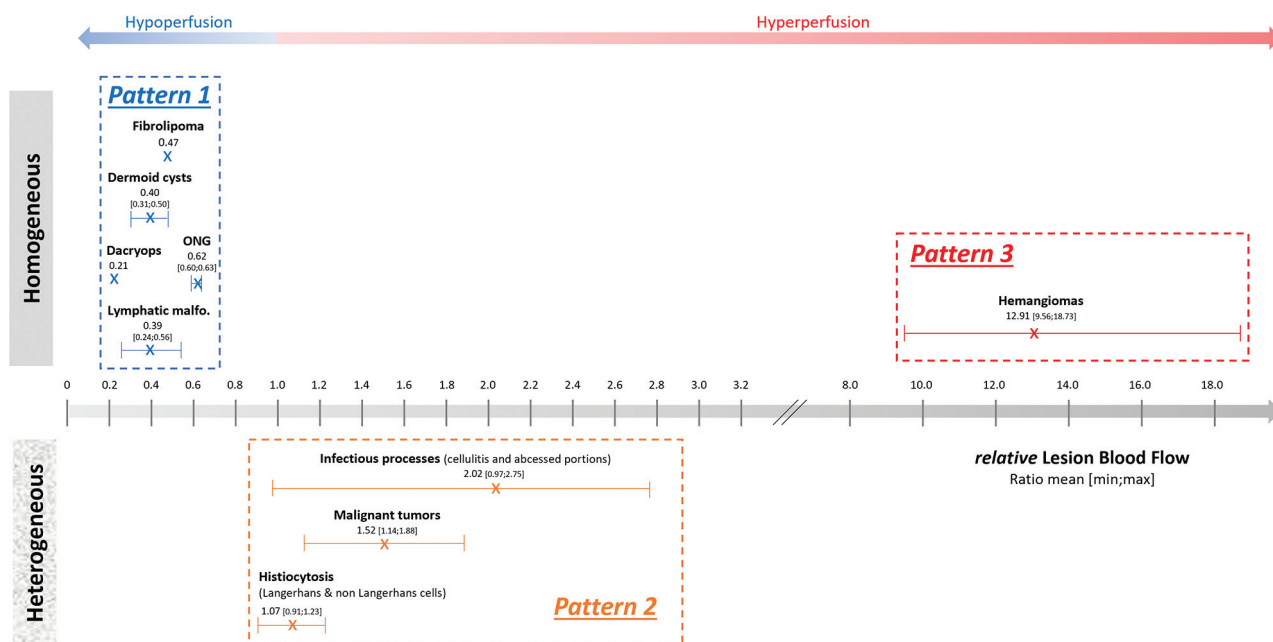 Hypoperfusion
Hyperperfusion
Homogeneous
Pattern 1
Fibrolipoma
0.47
X
Dermoid cysts
0.40
[0.31;0.50]
X
Dacryops
0.21
X
ONG
0.62
[0.60;0.63]
X
Lymphatic malfo.
0.39
[0.24;0.56]
X
Pattern 3
Hemangiomas
12.91 [9.56;18.73]
X
0 0.2 0.4 0.6 0.8 1.0 1.2 1.4 1.6 1.8 2.0 2.2 2.4 2.6 2.8 3.0 3.2 8.0 10.0 12.0 14.0 16.0 18.0
Heterogeneous
Infectious processes (cellulitis and abcessed portions)
2.02 [0.97;2.75]
X
Malignant tumors
1.52 [1.14;1.88]
X
Histiocytosis
(Langerhans & non Langerhans cells)
1.07 [0.91;1.23]
X
Pattern 2
relative Lesion Blood Flow
Ratio mean [min;max]